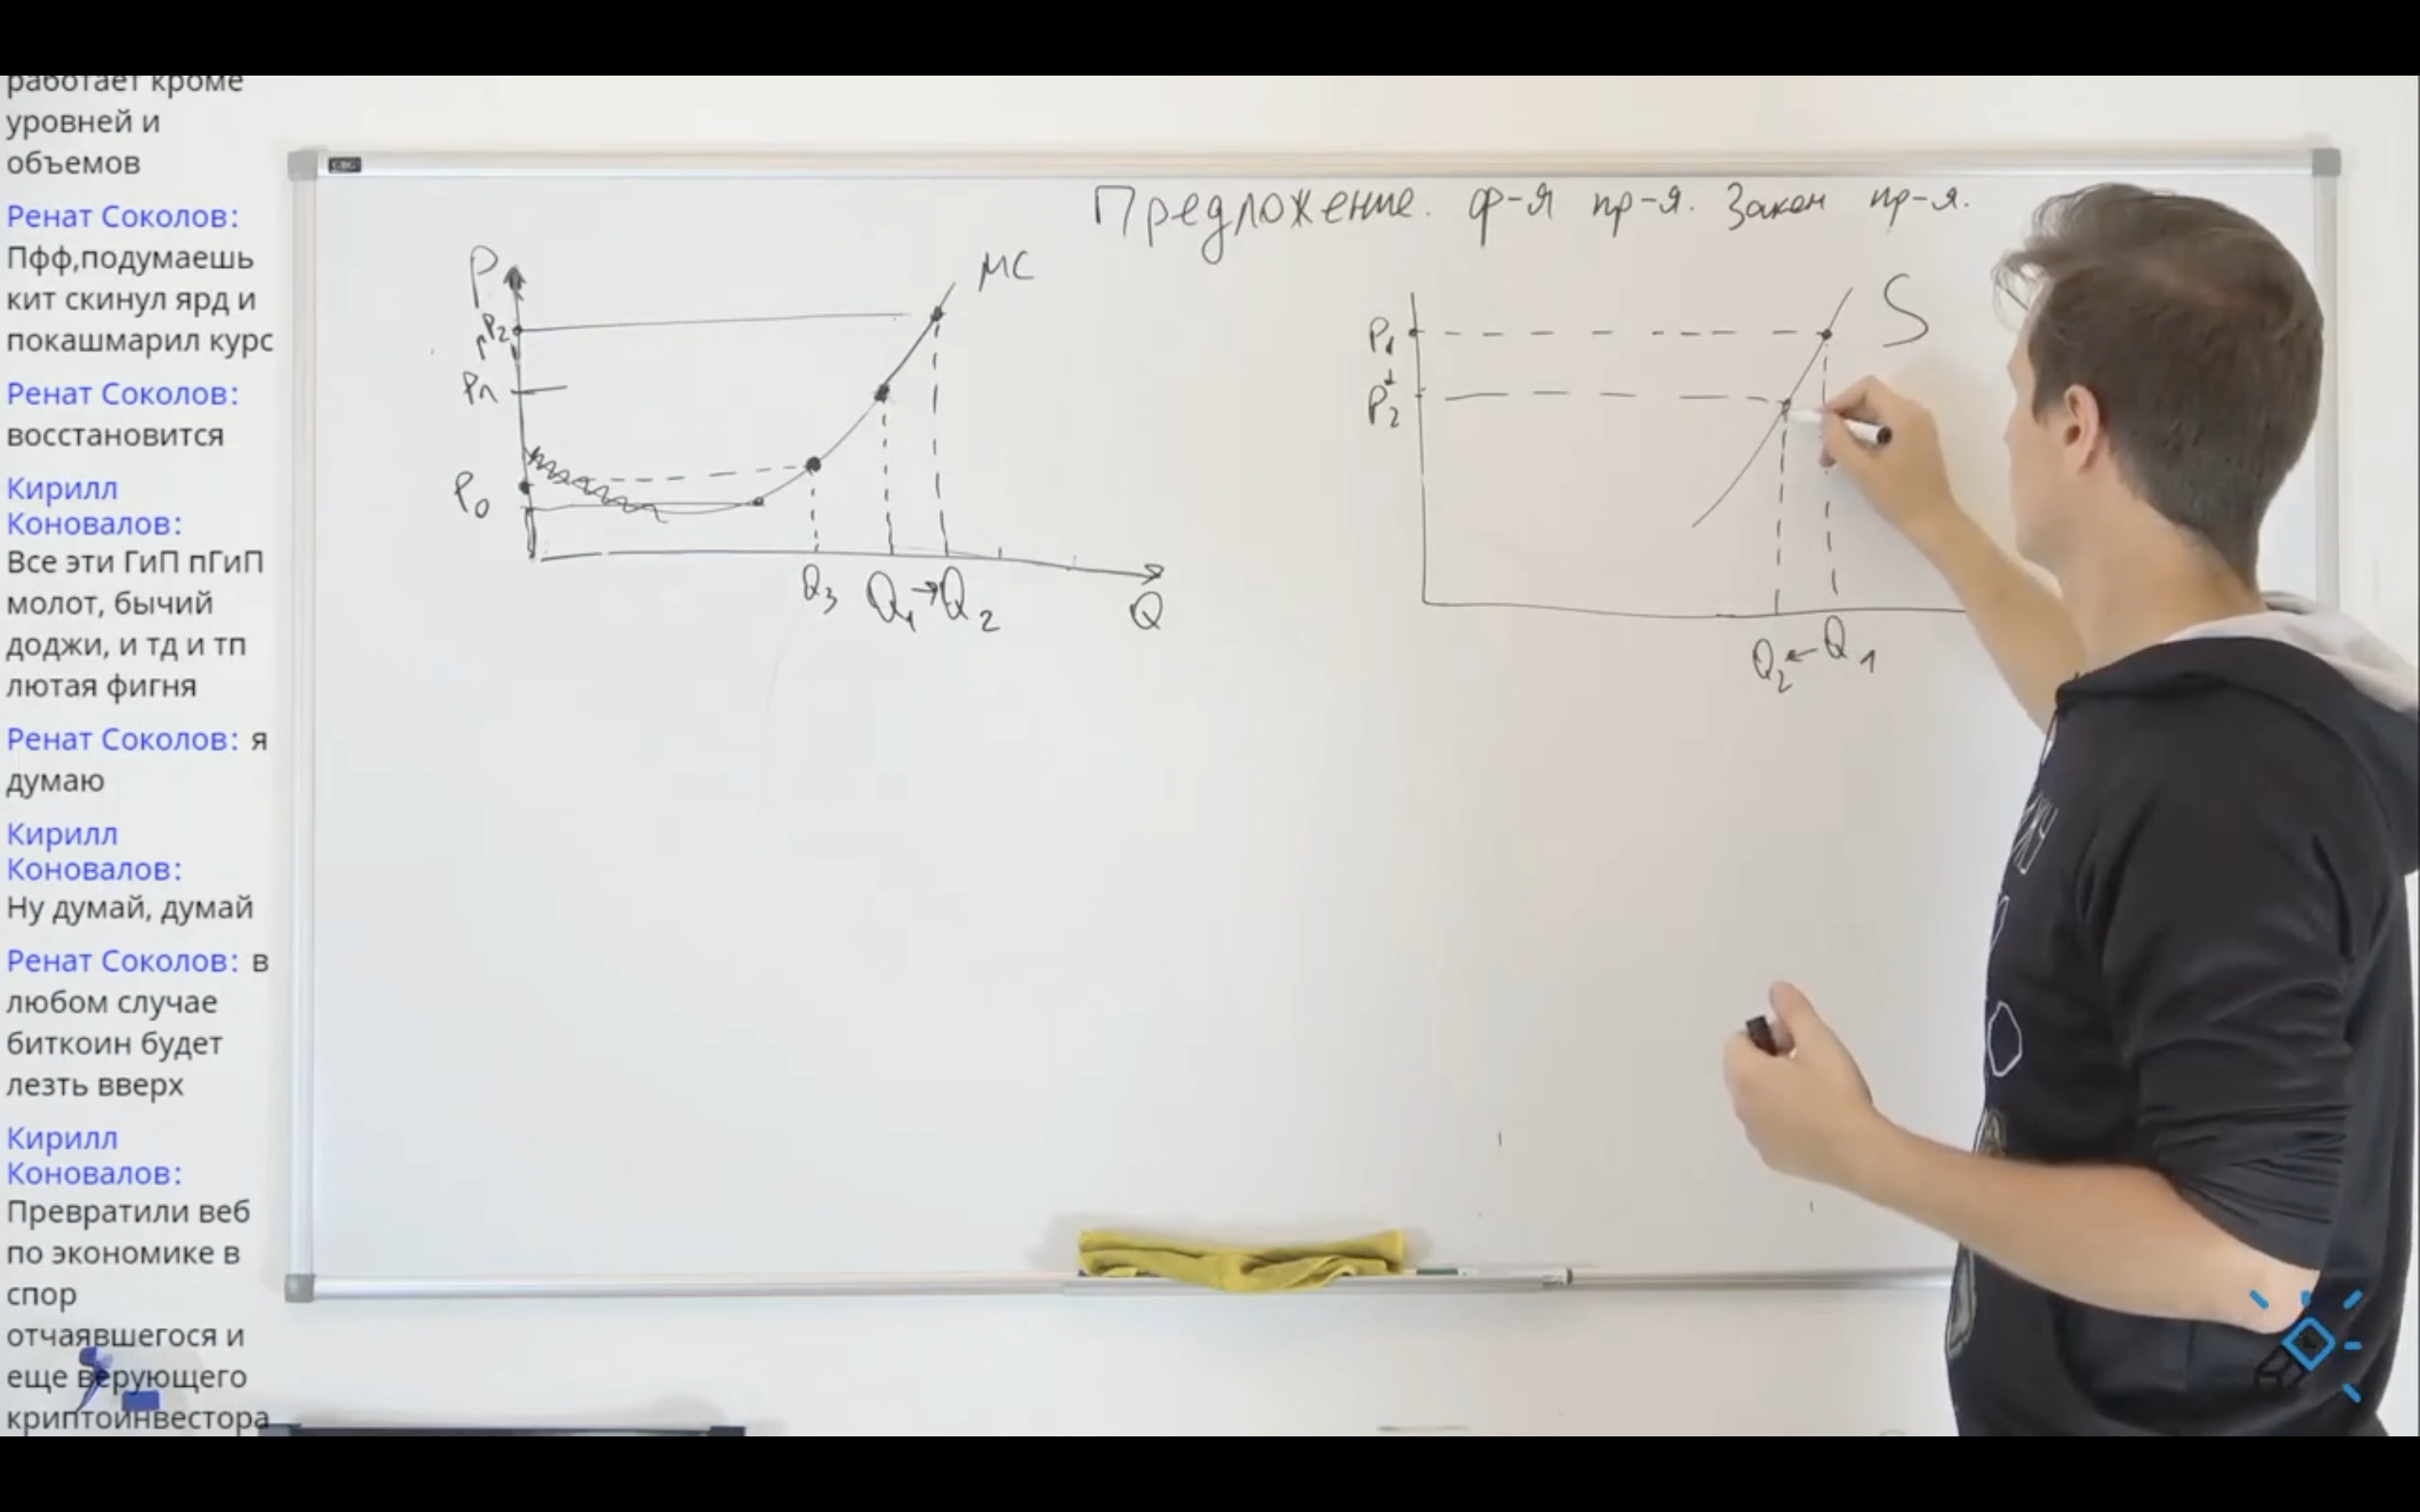 работает кроме
уровней и
объемов
Ренат Соколов:
Пфф,подумаешь
кит скинул ярд и
покашмарил курс
Ренат Соколов:
восстановится
Кирилл
Коновалов:
Все эти ГиП пГиП
молот, бычий
доджи, и тд и тп
лютая фигня
Ренат Соколов: я
думаю
Кирилл
Коновалов:
Ну думай, думай
Ренат Соколов: в
любом случае
биткоин будет
лезть вверх
Кирилл
Коновалов:
Превратили веб
по экономике в
спор
отчаявшегося и
еще верующего
криптоинвестора
Предложение. ф-я пр-я. Закон пр-я.
P
MC
P2
P1
P0
Q3 Q1 → Q2
Q
S
P1
P2
Q2 ← Q1